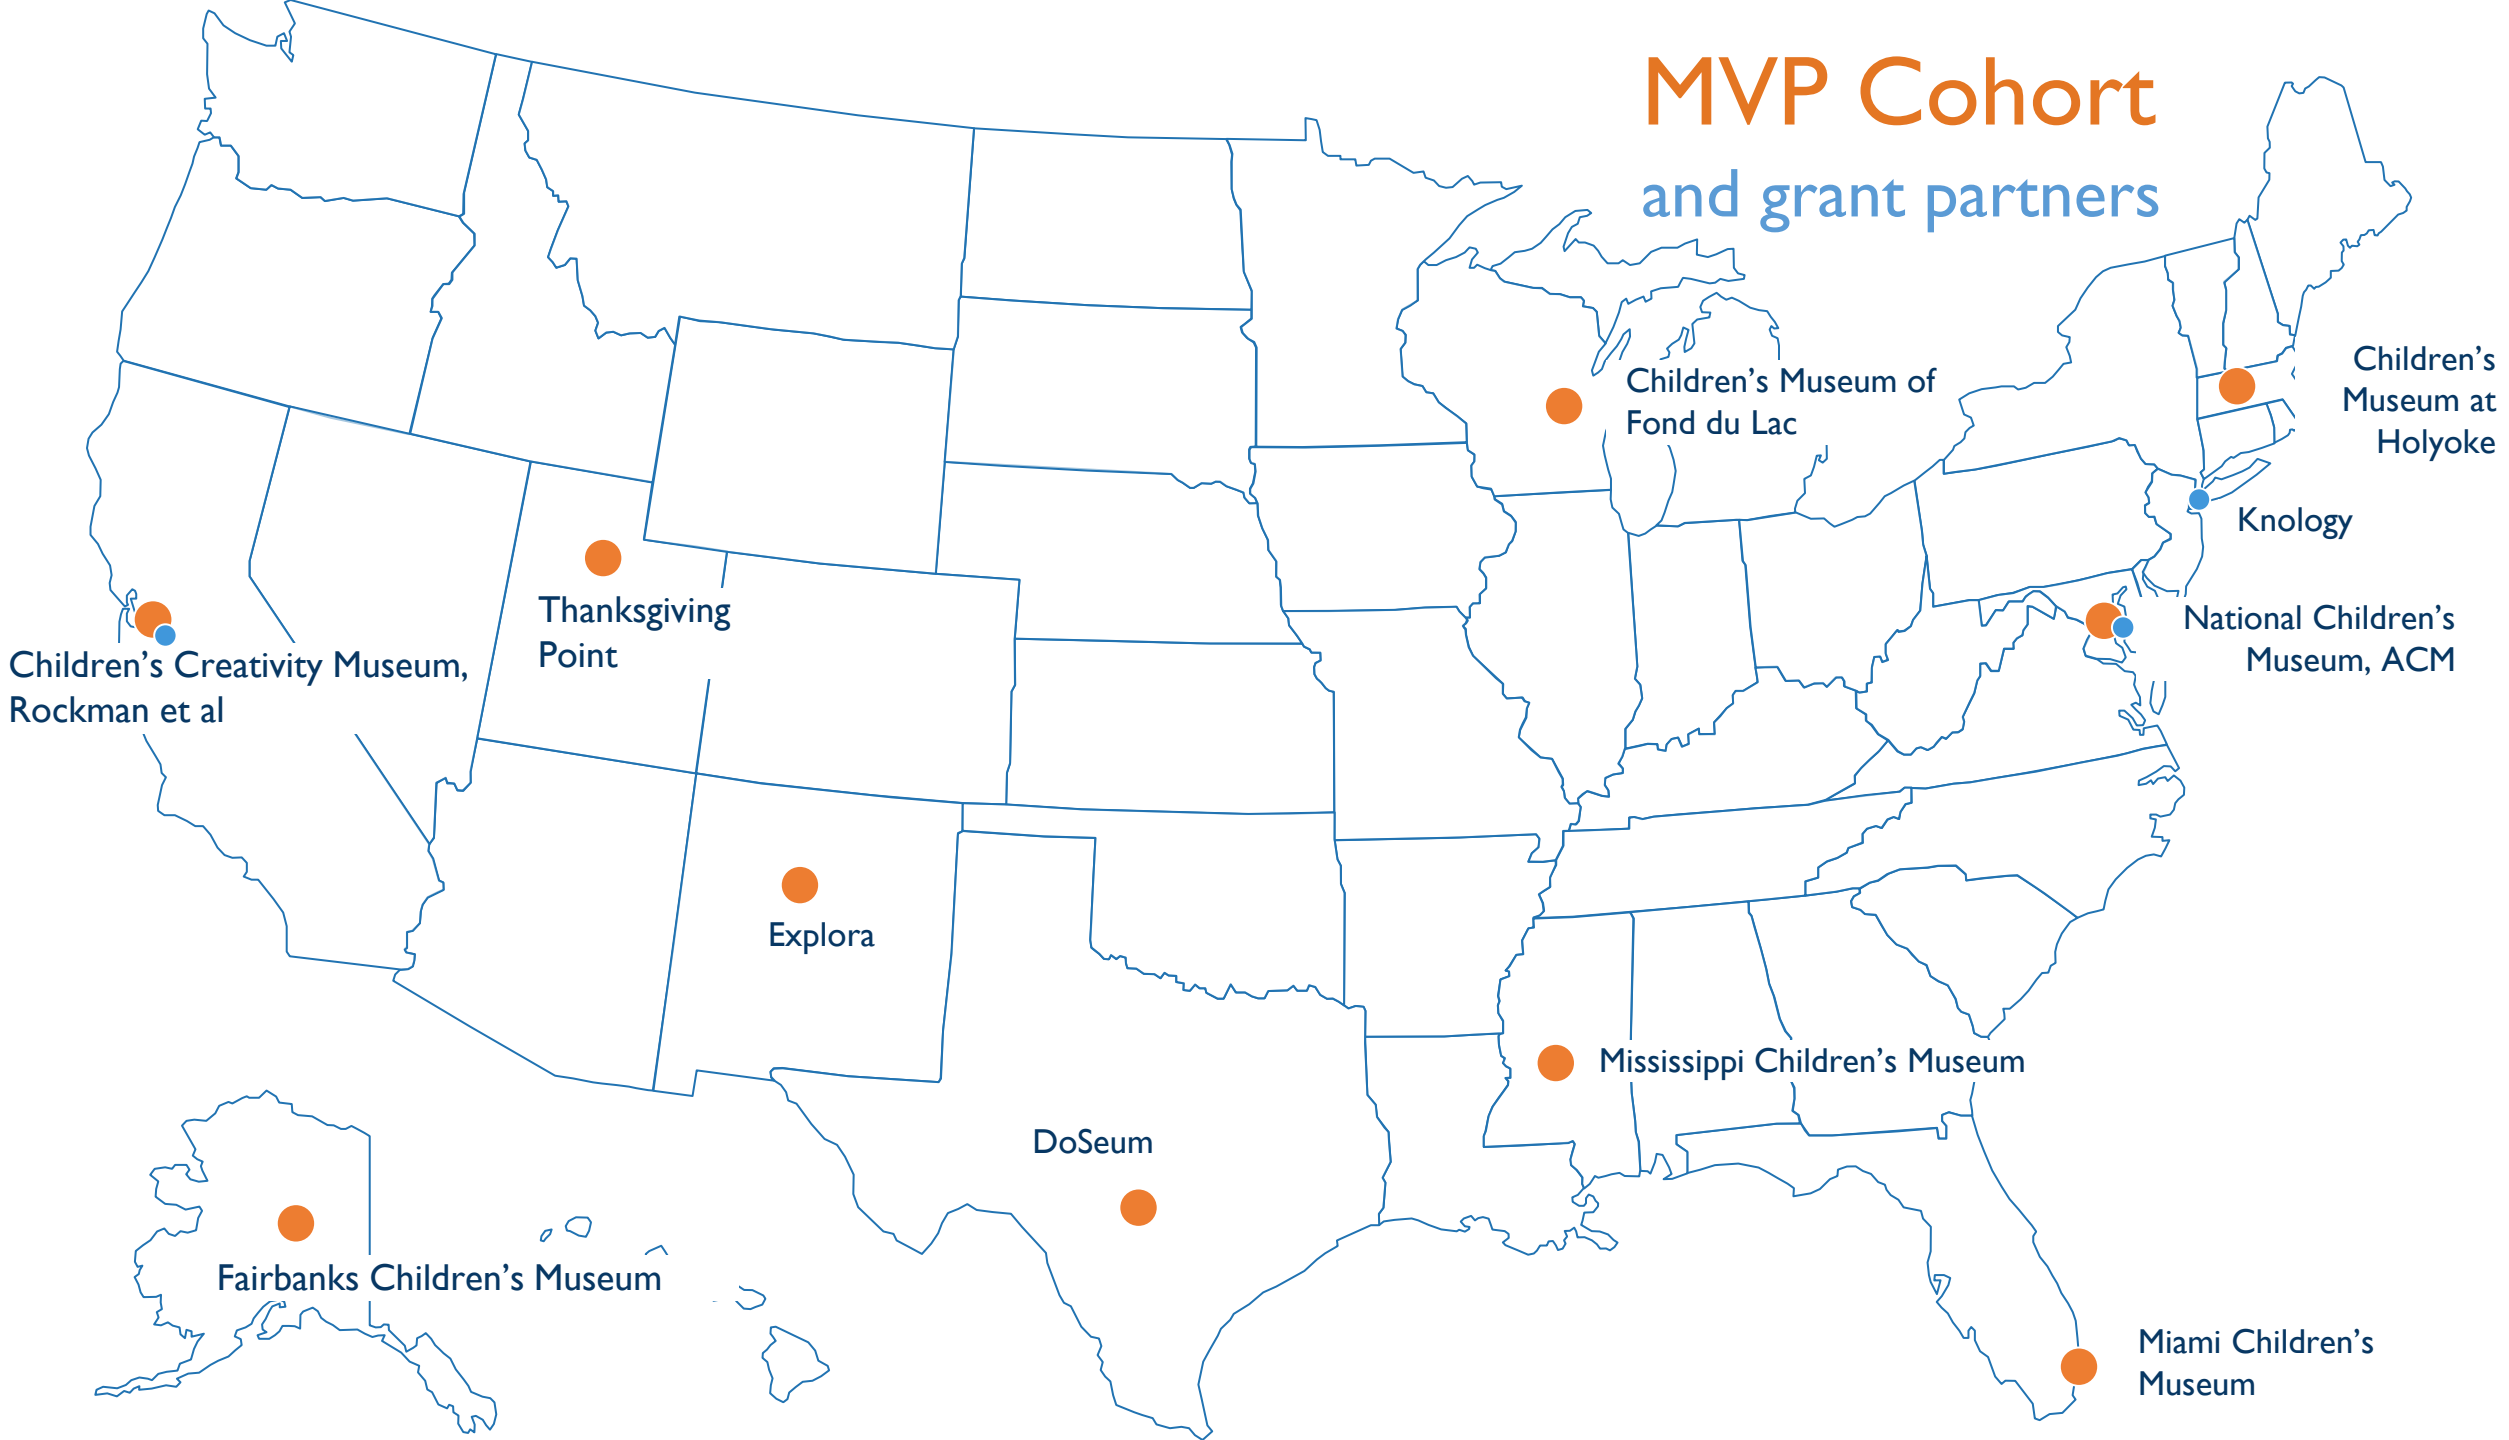 MVP Cohort
and grant partners
Children’s Museum of
Fond du Lac
Children’s
Museum at
Holyoke
Knology
Thanksgiving
Point
National Children’s
Museum, ACM
Children’s Creativity Museum,
Rockman et al
Explora
Mississippi Children’s Museum
DoSeum
Fairbanks Children’s Museum
Miami Children’s
Museum